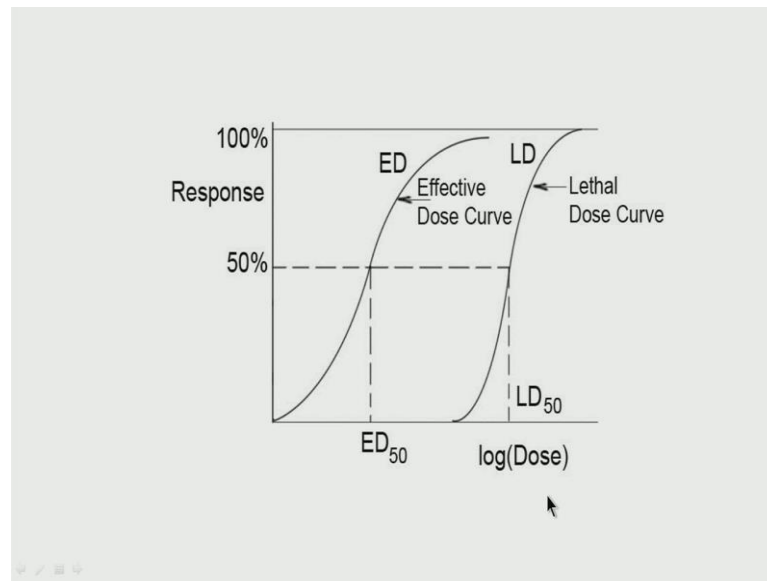 100%
Response
50%
ED
Effective
Dose Curve
LD
Lethal
Dose Curve
LD50
ED50
log(Dose)